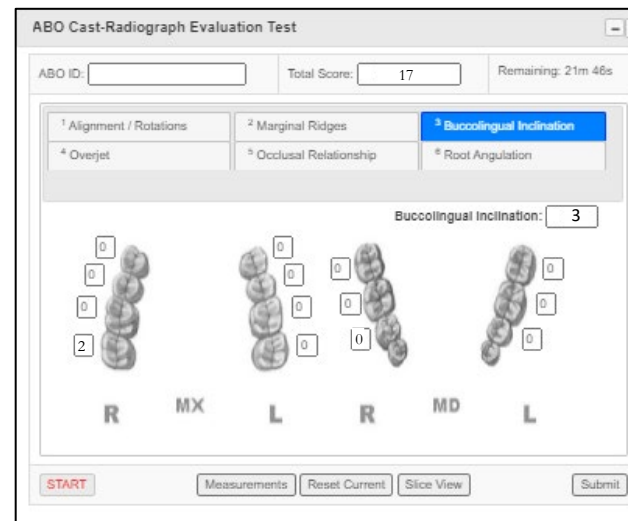 ABO Cast-Radiograph Evaluation Test
ABO ID: Total Score: 17 Remaining: 21m 46s
1 Alignment / Rotations 2 Marginal Ridges 3 Buccolingual Inclination
4 Overjet 5 Occlusal Relationship 6 Root Angulation
Buccolingual Inclination: 3
0 0
0 0 0 0
0 0 0 0
2 0 0 0
R MX L R MD L
START Measurements Reset Current Slice View Submit